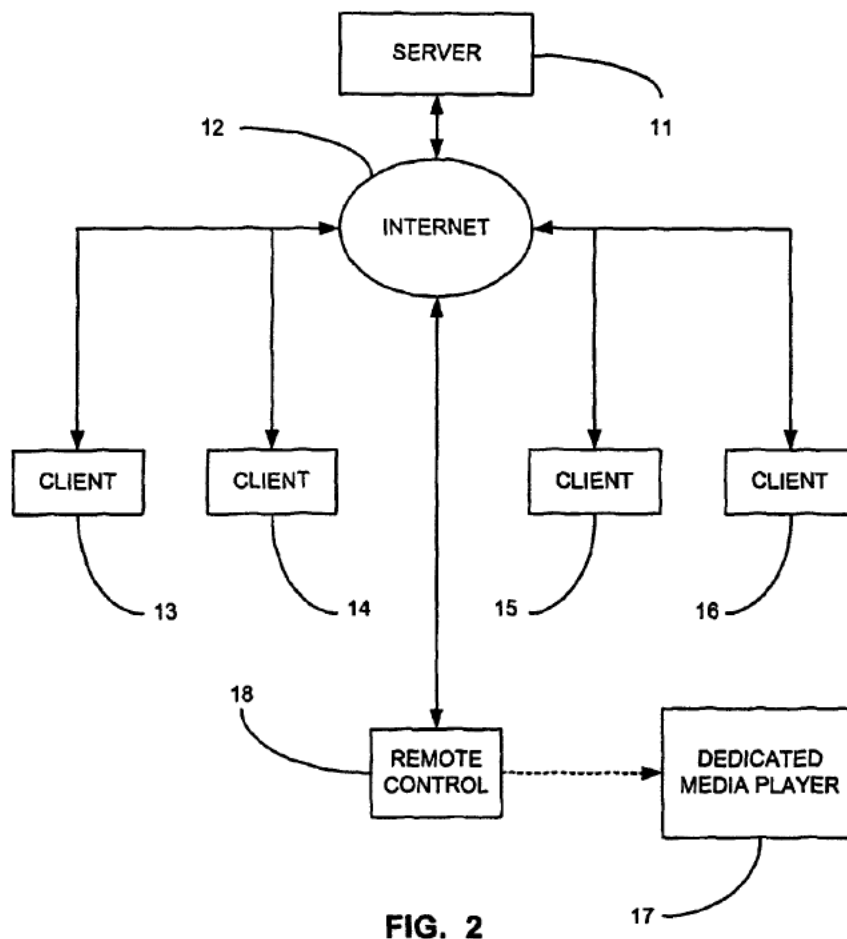 SERVER
11
12
INTERNET
CLIENT
CLIENT
CLIENT
CLIENT
13
14
15
16
18
REMOTE
CONTROL
DEDICATED
MEDIA PLAYER
17
FIG. 2